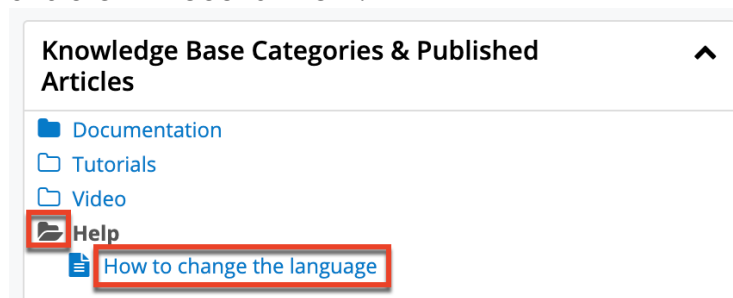 Knowledge Base Categories & Published
Articles
Documentation
Tutorials
Video
Help
How to change the language